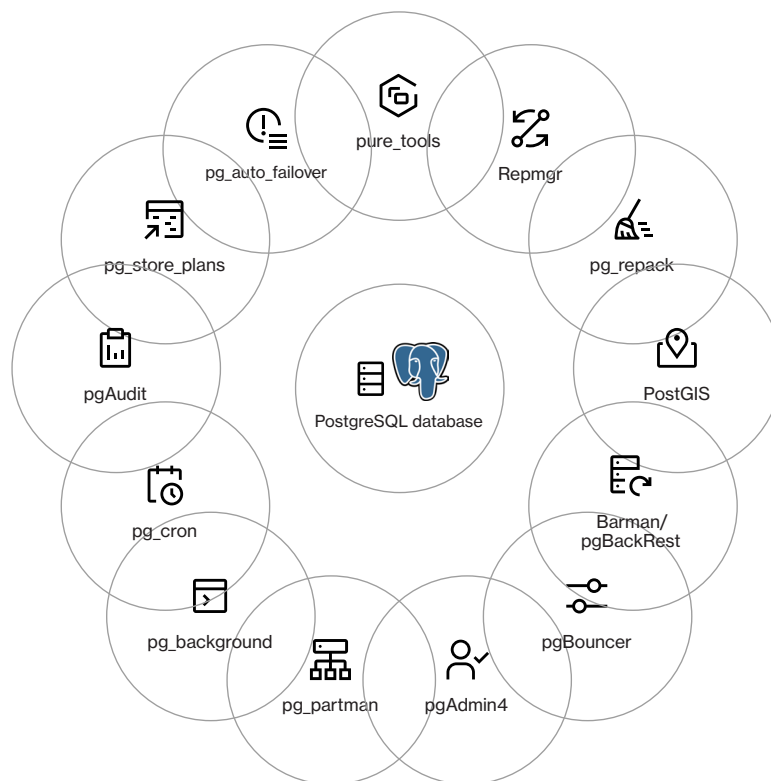 pure_tools
pg_auto_failover
Repmgr
pg_store_plans
pg_repack
pgAudit
PostGIS
PostgreSQL database
pg_cron
Barman/
pgBackRest
pg_background
pgBouncer
pg_partman
pgAdmin4